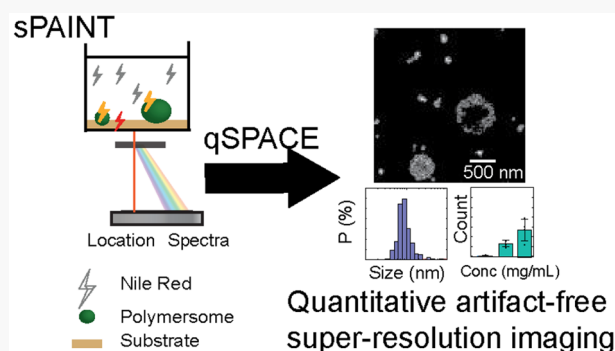 sPAINT
qSPACE
500 nm
Location Spectra
P (%)
Size (nm)
Count
Conc (mg/mL)
Nile Red
Polymersome
Substrate
Quantitative artifact-free
super-resolution imaging